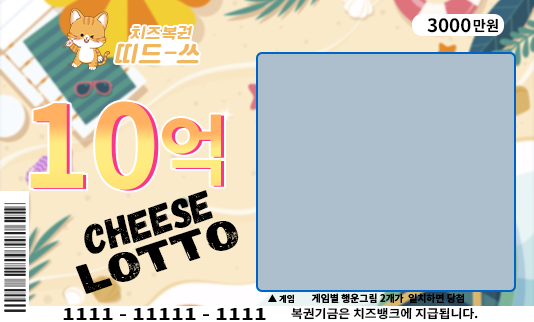 치즈복권
띠드-쓰
3000만원
10억
CHEESE
LOTTO
▲ 게임 게임별 행운그림 2개가 일치하면 당첨
1111 - 11111 - 1111
복권기금은 치즈뱅크에 지급됩니다.